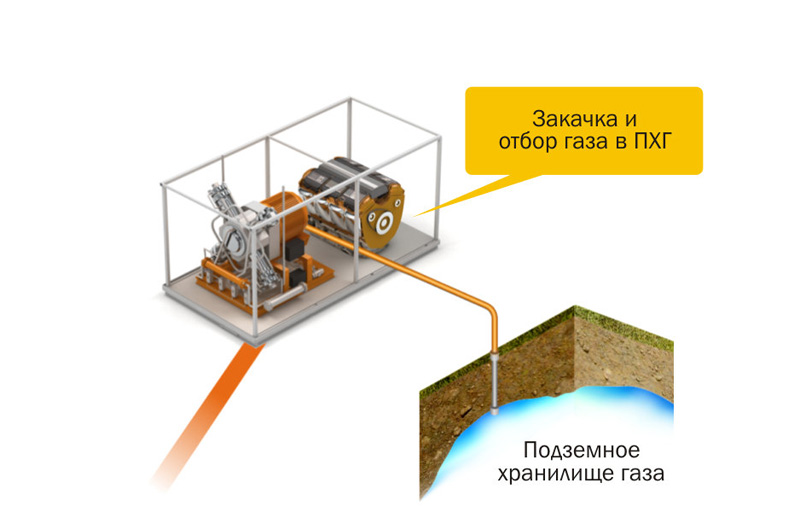 Закачка и
отбор газа в ПХГ
Подземное
хранилище газа